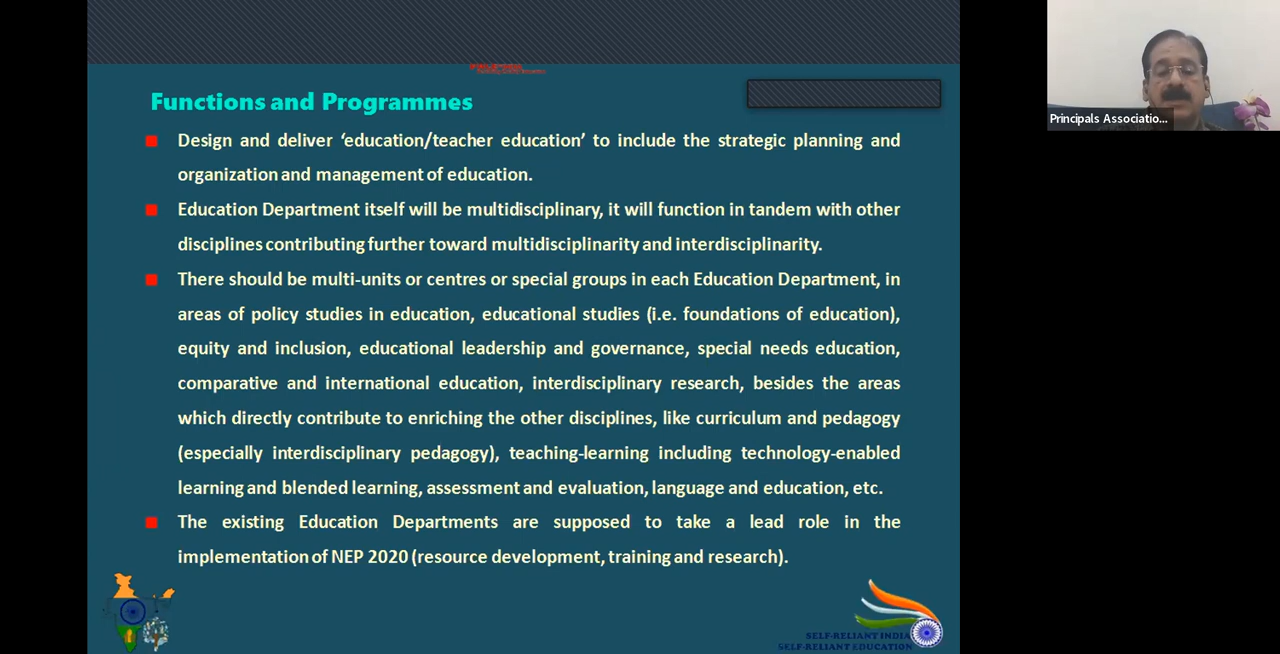 Functions and Programmes
Design and deliver ‘education/teacher education’ to include the strategic planning and
organization and management of education.
Education Department itself will be multidisciplinary, it will function in tandem with other
disciplines contributing further toward multidisciplinarity and interdisciplinarity.
There should be multi-units or centres or special groups in each Education Department, in
areas of policy studies in education, educational studies (i.e. foundations of education),
equity and inclusion, educational leadership and governance, special needs education,
comparative and international education, interdisciplinary research, besides the areas
which directly contribute to enriching the other disciplines, like curriculum and pedagogy
(especially interdisciplinary pedagogy), teaching-learning including technology-enabled
learning and blended learning, assessment and evaluation, language and education, etc.
The existing Education Departments are supposed to take a lead role in the
implementation of NEP 2020 (resource development, training and research).
SELF-RELIANT INDIA
SELF-RELIANT EDUCATION
Principals Associatio...